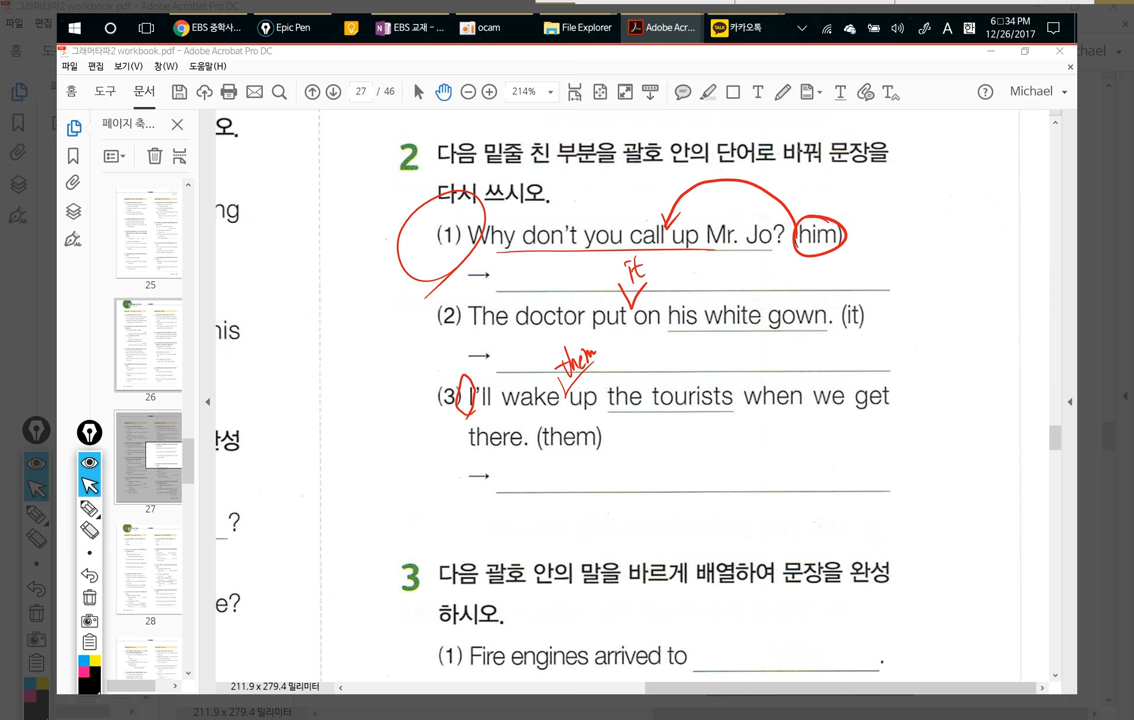 EBS 중학사...
Epic Pen
EBS 교재 - ...
ocam
File Explorer
Adobe Acr...
카카오톡
A
한
6:34 PM
12/26/2017
그래머타파2 workbook.pdf - Adobe Acrobat Pro DC
파일 편집 보기(V) 창(W) 도움말(H)
홈 도구 문서
27 / 46
214%
Michael
페이지 축...
25
26
27
28
오.
ng
his
완성
?
e?
2 다음 밑줄 친 부분을 괄호 안의 단어로 바꿔 문장을
다시 쓰시오.
(1) Why don't you call up Mr. Jo? (him)
→
it
(2) The doctor put on his white gown. (it)
→
them
(3) I'll wake up the tourists when we get
there. (them)
→
3 다음 괄호 안의 말을 바르게 배열하여 문장을 완성
하시오.
(1) Fire engines arrived to .
211.9 x 279.4 밀리미터